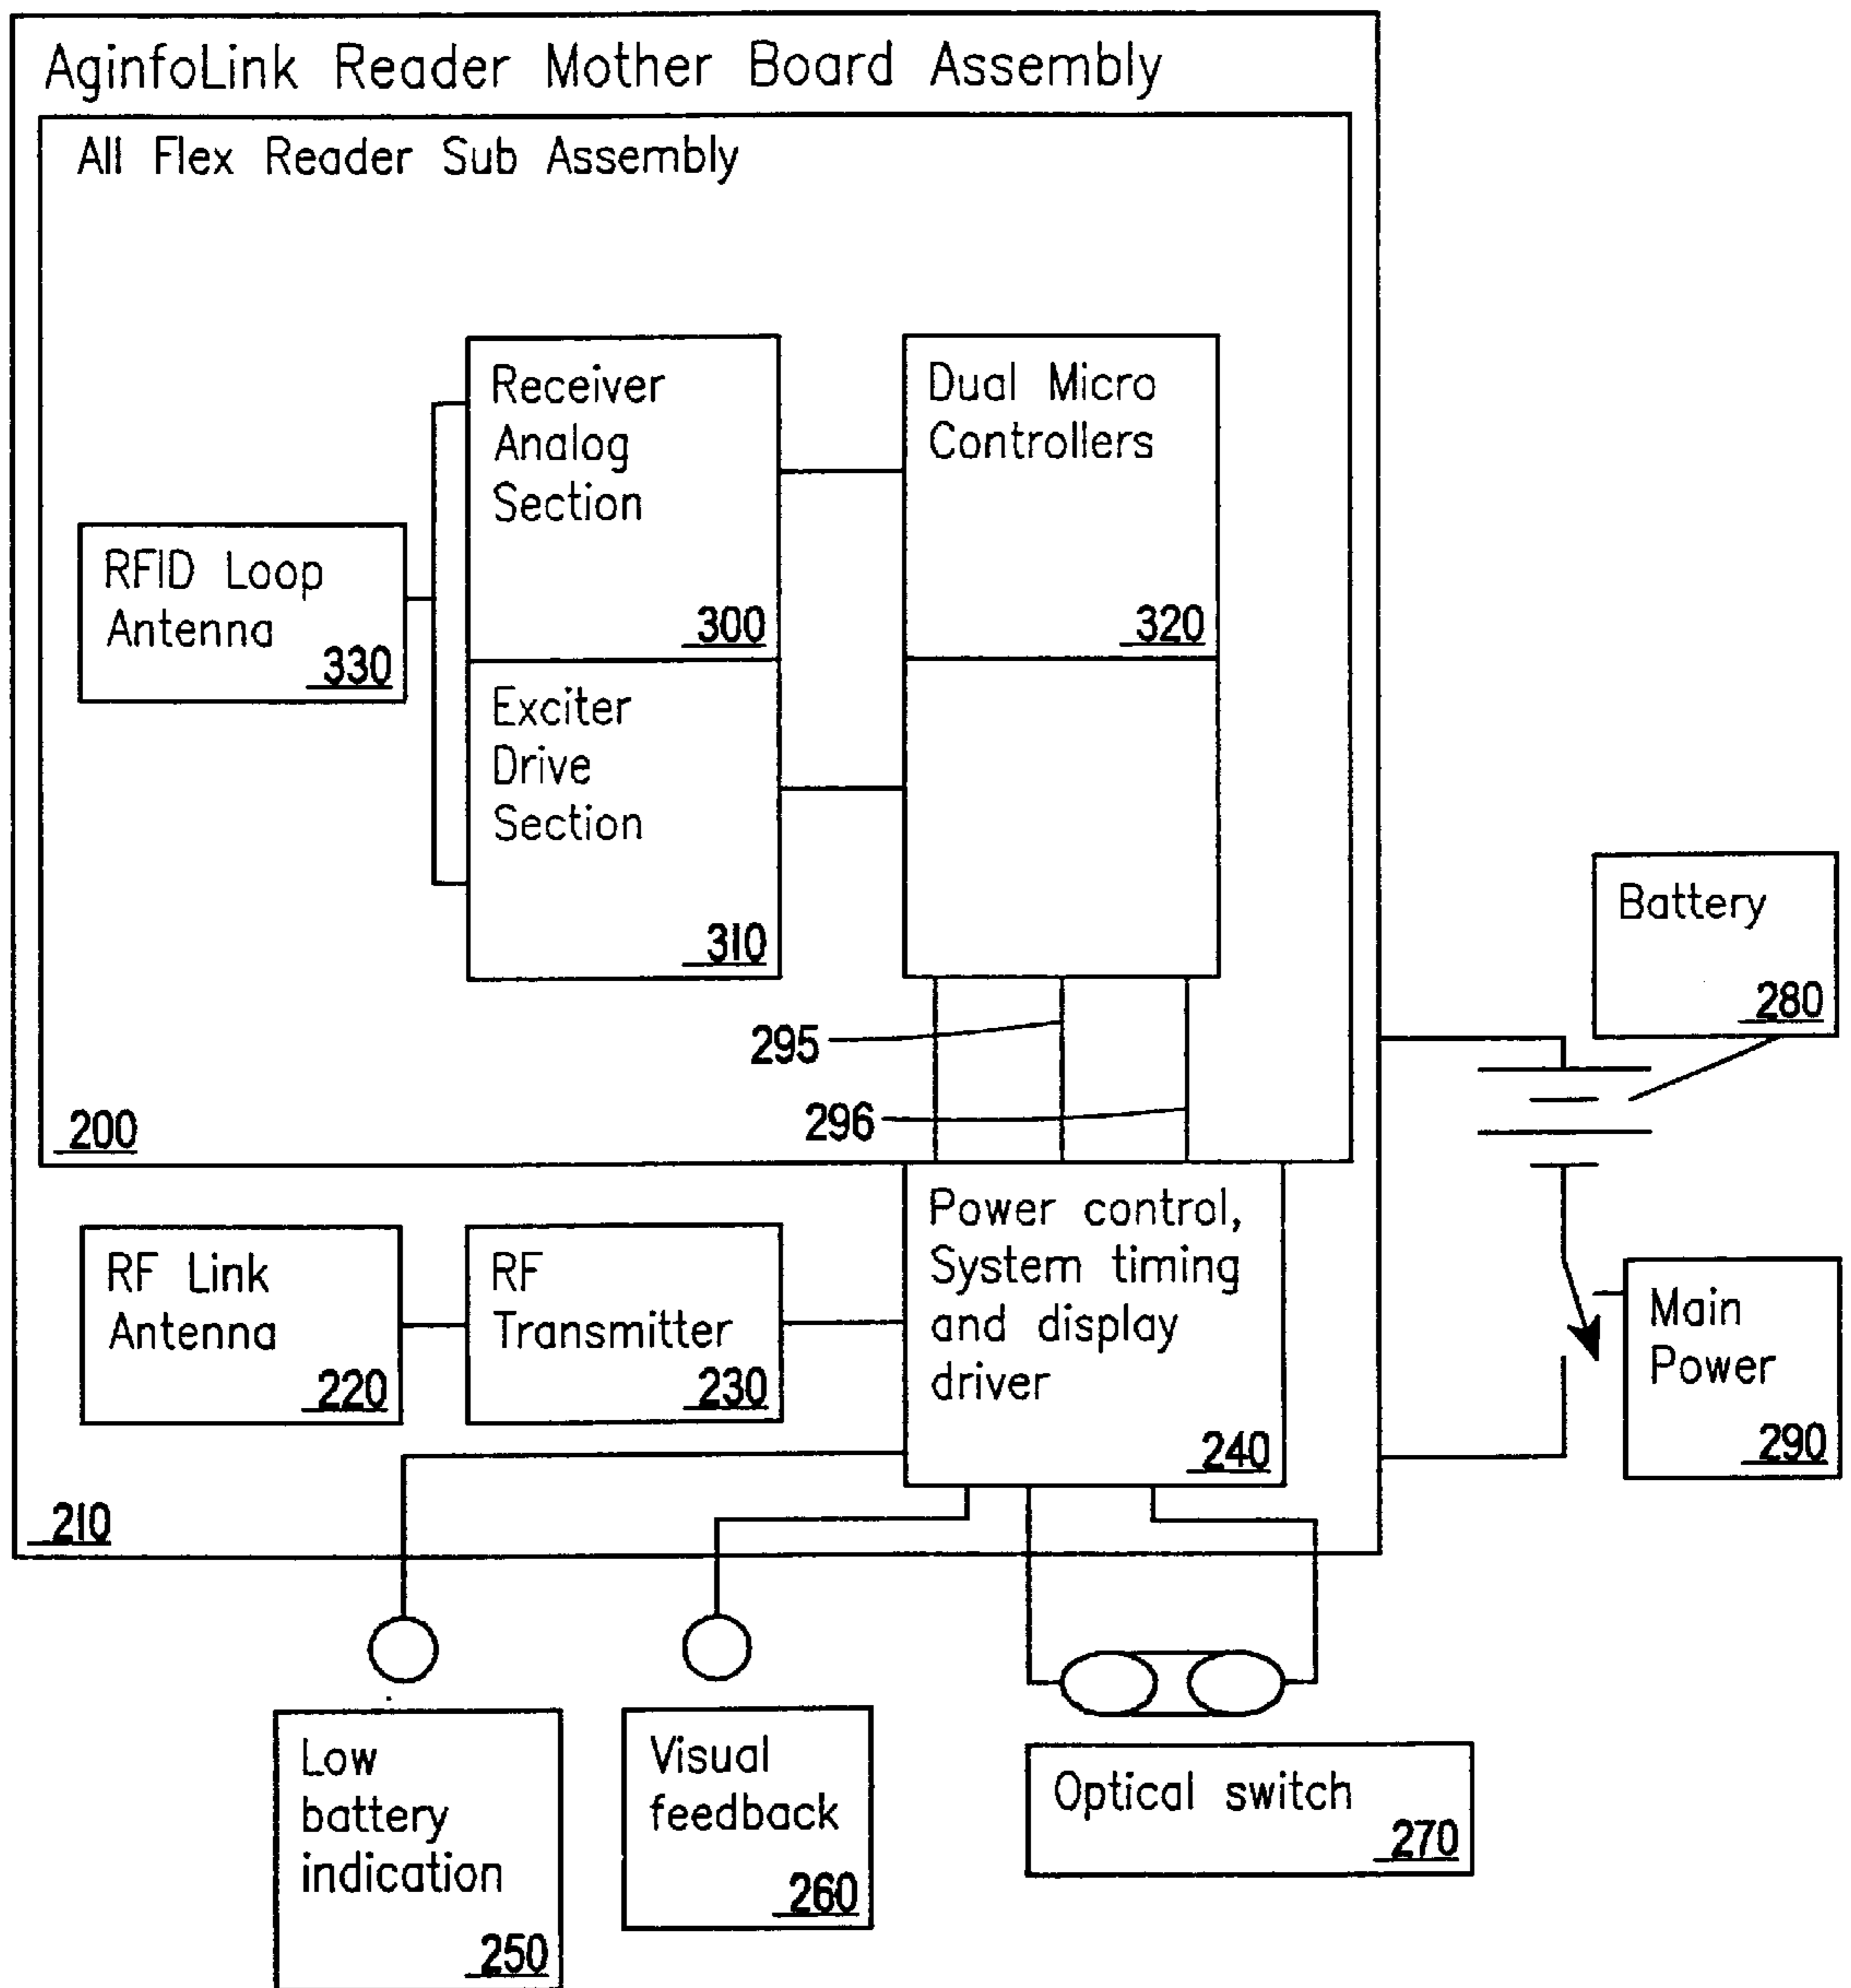 AginfoLink Reader Mother Board Assembly
All Flex Reader Sub Assembly
Receiver
Analog
Section
300
Dual Micro
Controllers
320
RFID Loop
Antenna
330
Exciter
Drive
Section
310
Battery
280
295
296
200
Power control,
System timing
and display
driver
240
RF Link
Antenna
220
RF
Transmitter
230
Main
Power
290
210
Low
battery
indication
250
Visual
feedback
260
Optical switch
270